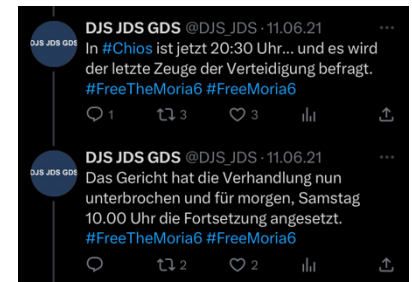 DJS JDS GDS
DJS JDS GDS @DJS_JDS · 11.06.21
In #Chios ist jetzt 20:30 Uhr... und es wird
der letzte Zeuge der Verteidigung befragt.
#FreeTheMoria6 #FreeMoria6
1 3 3
DJS JDS GDS
DJS JDS GDS @DJS_JDS · 11.06.21
Das Gericht hat die Verhandlung nun
unterbrochen und für morgen, Samstag
10.00 Uhr die Fortsetzung angesetzt.
#FreeTheMoria6 #FreeMoria6
2 2